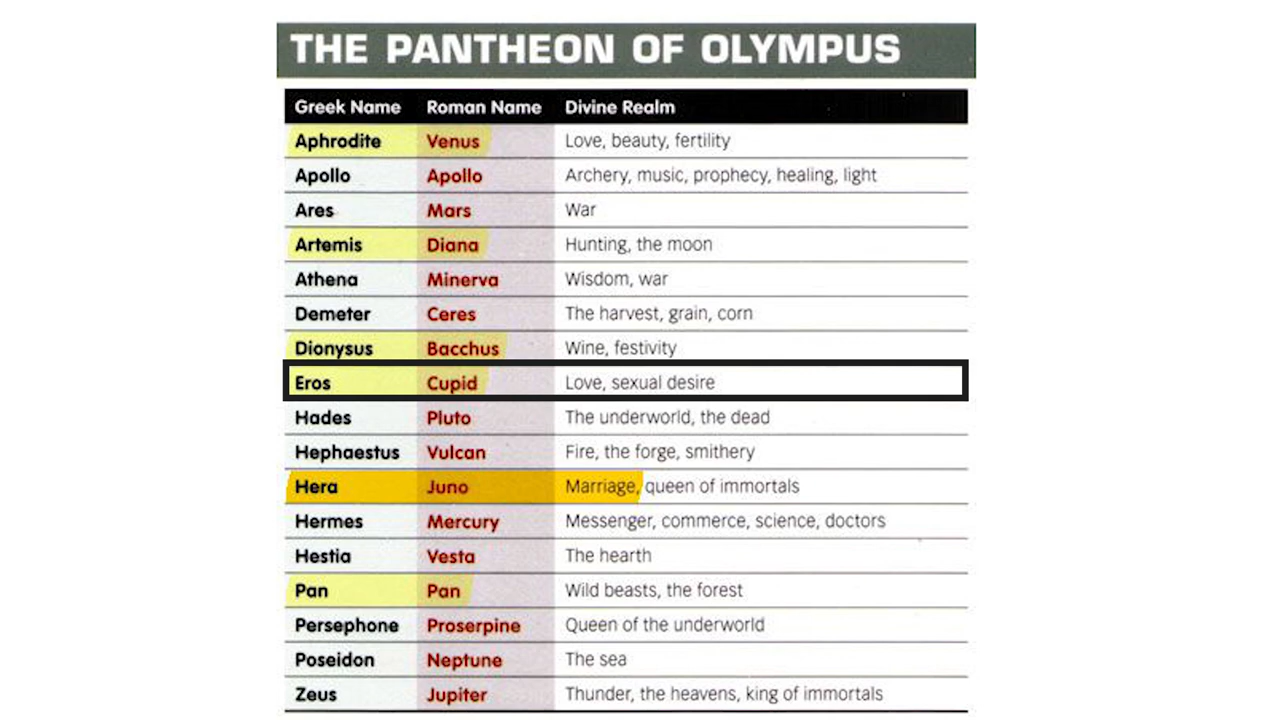 THE PANTHEON OF OLYMPUS
Greek Name Roman Name Divine Realm
Aphrodite Venus Love, beauty, fertility
Apollo Apollo Archery, music, prophecy, healing, light
Ares Mars War
Artemis Diana Hunting, the moon
Athena Minerva Wisdom, war
Demeter Ceres The harvest, grain, corn
Dionysus Bacchus Wine, festivity
Eros Cupid Love, sexual desire
Hades Pluto The underworld, the dead
Hephaestus Vulcan Fire, the forge, smithery
Hera Juno Marriage, queen of immortals
Hermes Mercury Messenger, commerce, science, doctors
Hestia Vesta The hearth
Pan Pan Wild beasts, the forest
Persephone Proserpine Queen of the underworld
Poseidon Neptune The sea
Zeus Jupiter Thunder, the heavens, king of immortals